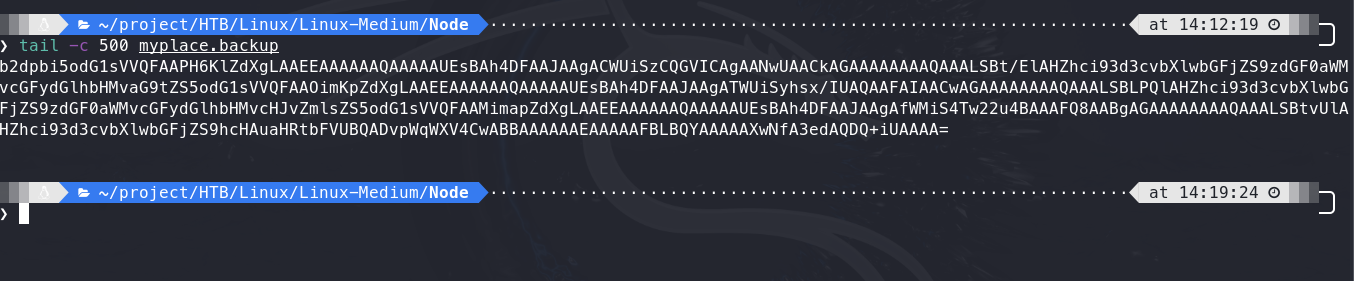 ~/project/HTB/Linux/Linux-Medium/Node at 14:12:19
❯ tail -c 500 myplace.backup
b2dpbi5odG1sVVQFAAPH6KlZdXgLAAEEAAAAAAQAAAAAUEsBAh4DFAAJAAgACWUiSzCQGVICAgAANwUAACkAGAAAAAAAAQAAALSBt/ElAHZhci93d3cvbXlwbGFjZS9zdGF0aWM
vcGFydGlhbHMvaG9tZS5odG1sVVQFAAOimKpZdXgLAAEEAAAAAAQAAAAAUEsBAh4DFAAJAAgATWUiSyhsx/IUAQAAFAIAACwAGAAAAAAAAQAAALSBLPQlAHZhci93d3cvbXlwbG
FjZS9zdGF0aWMvcGFydGlhbHMvcHJvZmlsZS5odG1sVVQFAAMimapZdXgLAAEEAAAAAAQAAAAAUEsBAh4DFAAJAAgAfWMiS4Tw22u4BAAAFQ8AABgAGAAAAAAAAQAAALSBtvUlA
HZhci93d3cvbXlwbGFjZS9hcHAuaHRtbFVUBQADvpWqWXV4CwABBAAAAAAEAAAAAFBLBQYAAAAAXwNfA3edAQDQ+iUAAAA=
~/project/HTB/Linux/Linux-Medium/Node at 14:19:24
❯